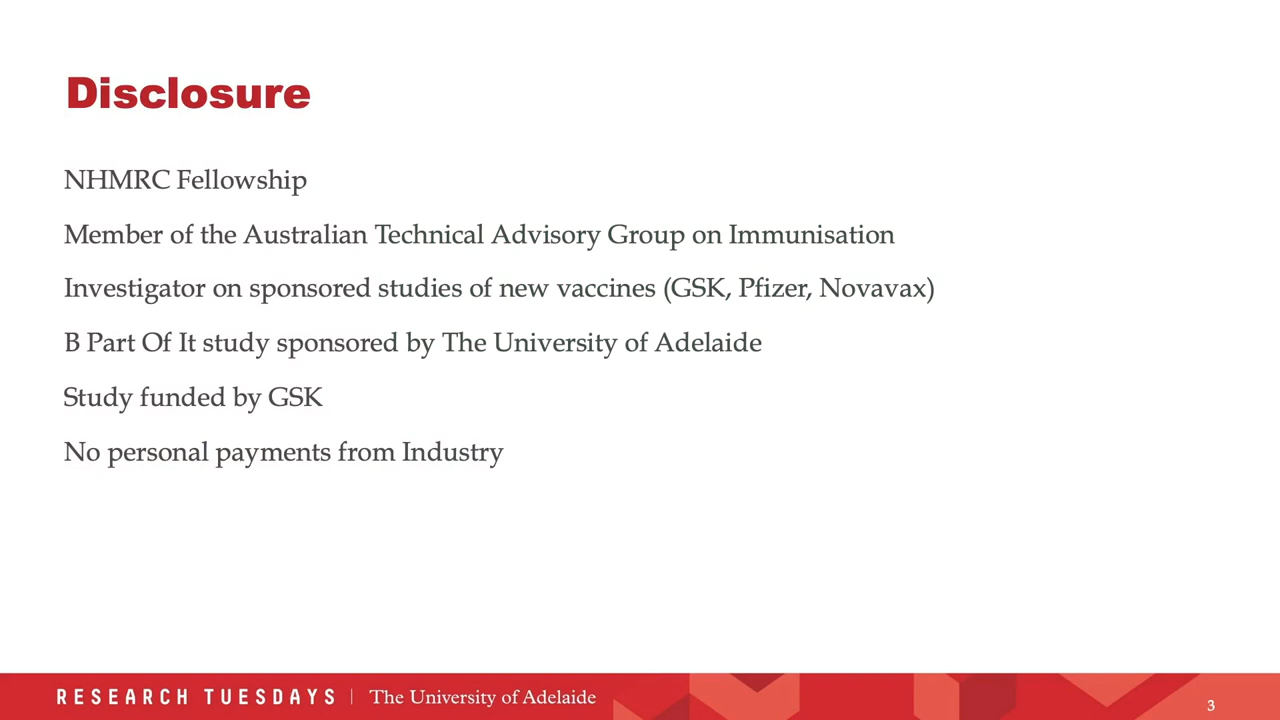 Disclosure
NHMRC Fellowship
Member of the Australian Technical Advisory Group on Immunisation
Investigator on sponsored studies of new vaccines (GSK, Pfizer, Novavax)
B Part Of It study sponsored by The University of Adelaide
Study funded by GSK
No personal payments from Industry
RESEARCH TUESDAYS | The University of Adelaide
3